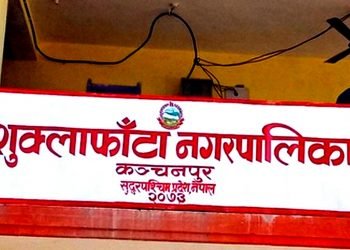 शुक्लाफाँटा नगरपालिका
कञ्चनपुर
सुदुरपश्चिम प्रदेश, नेपाल
२०७३